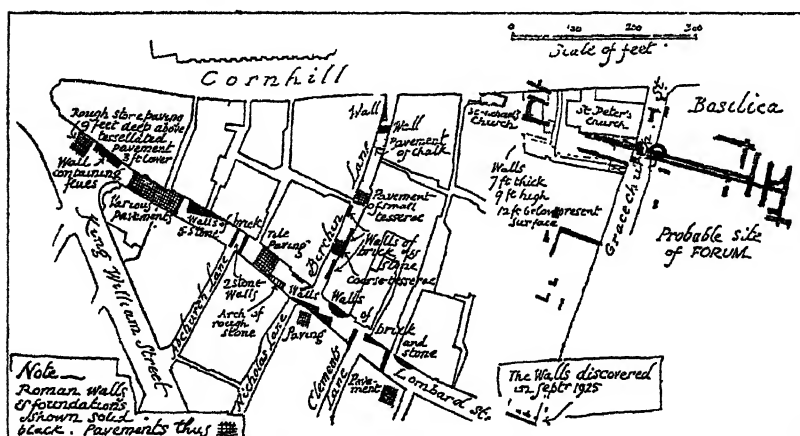 0 100 200 300
Scale of feet
Cornhill
Rough stone paving
9 feet deep above
tessellated
pavement
3 ft lower
Wall
containing
flues
Various
Pavements
Walls of brick
& stone
Tile
Paving
2 stone
Walls
Arch of
rough
stone
Paving
Walls
Walls
of brick
and
stone
Pave-
ment
Wall
Wall
Pavement
of chalk
Lane
Birchin
Pavement
of small
tesserae
Walls of
brick
stone
Coarse tesserae
St Michael's
Church
St. Peter's
Church
Walls
7 ft thick
9 ft high
12 ft below present
surface
Gracechurch St.
Basilica
Probable site
of FORUM
King William Street
Abchurch Lane
Nicholas Lane
Clements
Lane
Lombard St.
The Walls discovered
in Septr 1925
Note —
Roman Walls
& foundations
shown solid
black. Pavements thus